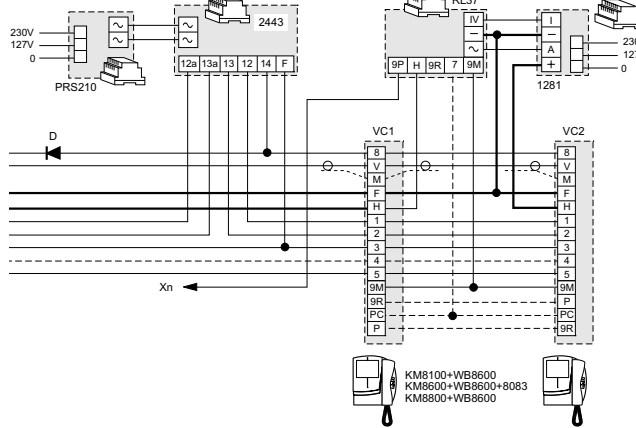 2443
RL37
230V
127V
0
PRS210
12a 13a 13 12 14 F
IV
–
~
9P H 9R 7 9M
I
–
A
+
1281
230
127
0
D
VC1
8
V
M
F
H
1
2
3
4
5
9M
9R
PC
P
VC2
8
V
M
F
H
1
2
3
4
5
9M
P
PC
9R
Xn
KM8100+WB8600
KM8600+WB8600+8083
KM8800+WB8600